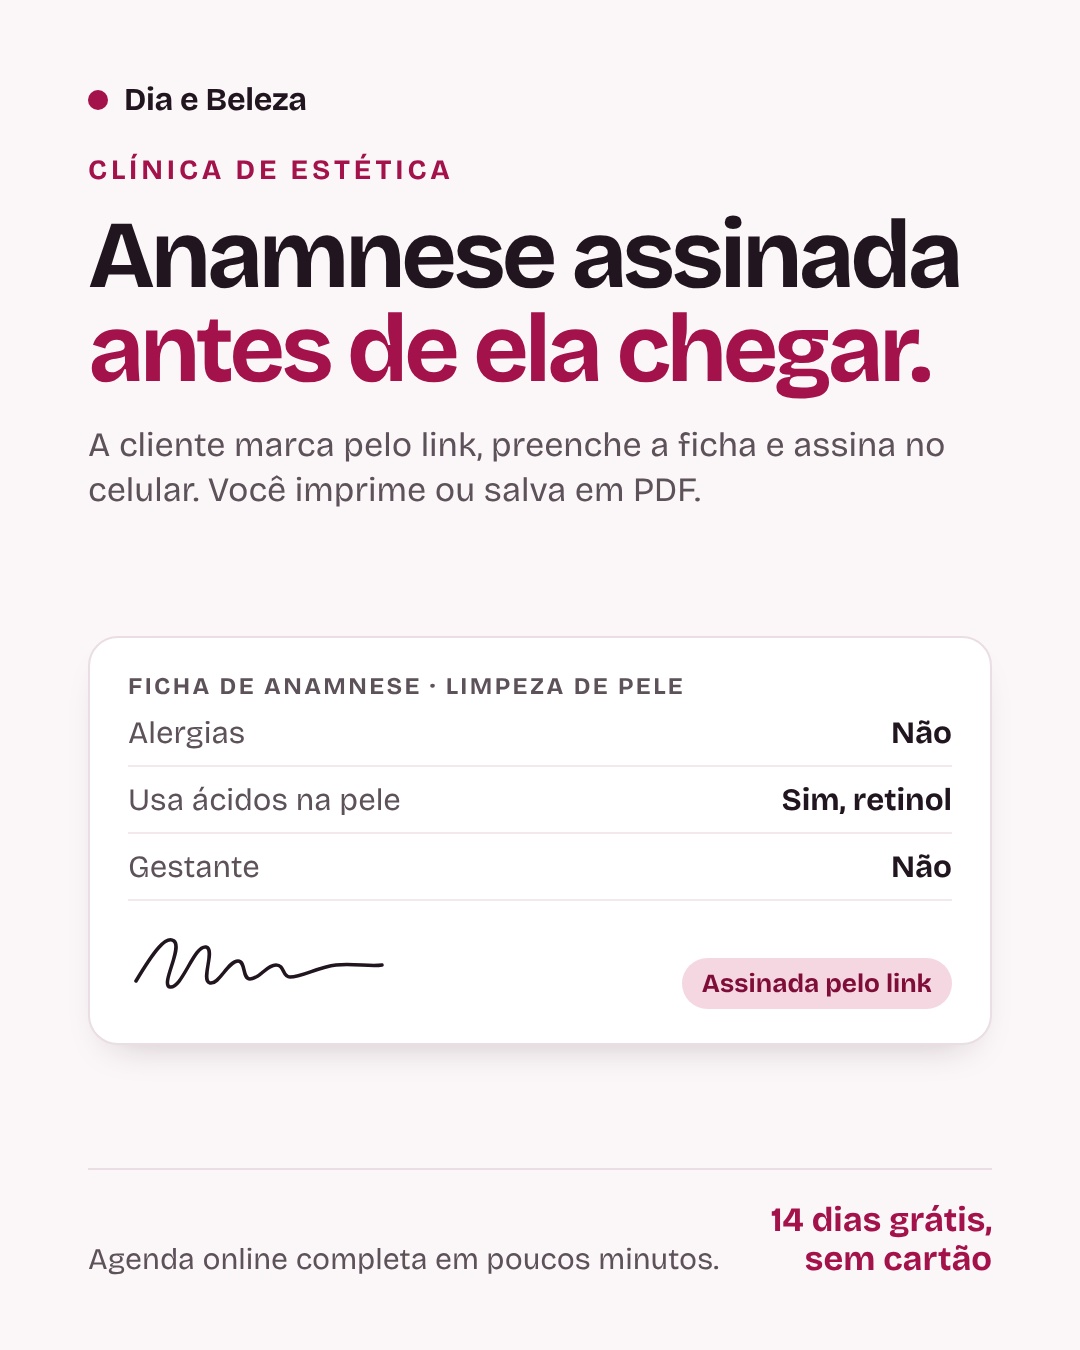 Dia e Beleza
CLÍNICA DE ESTÉTICA
Anamnese assinada
antes de ela chegar.
A cliente marca pelo link, preenche a ficha e assina no
celular. Você imprime ou salva em PDF.
FICHA DE ANAMNESE · LIMPEZA DE PELE
Alergias Não
Usa ácidos na pele Sim, retinol
Gestante Não
Assinada pelo link
Agenda online completa em poucos minutos.
14 dias grátis,
sem cartão